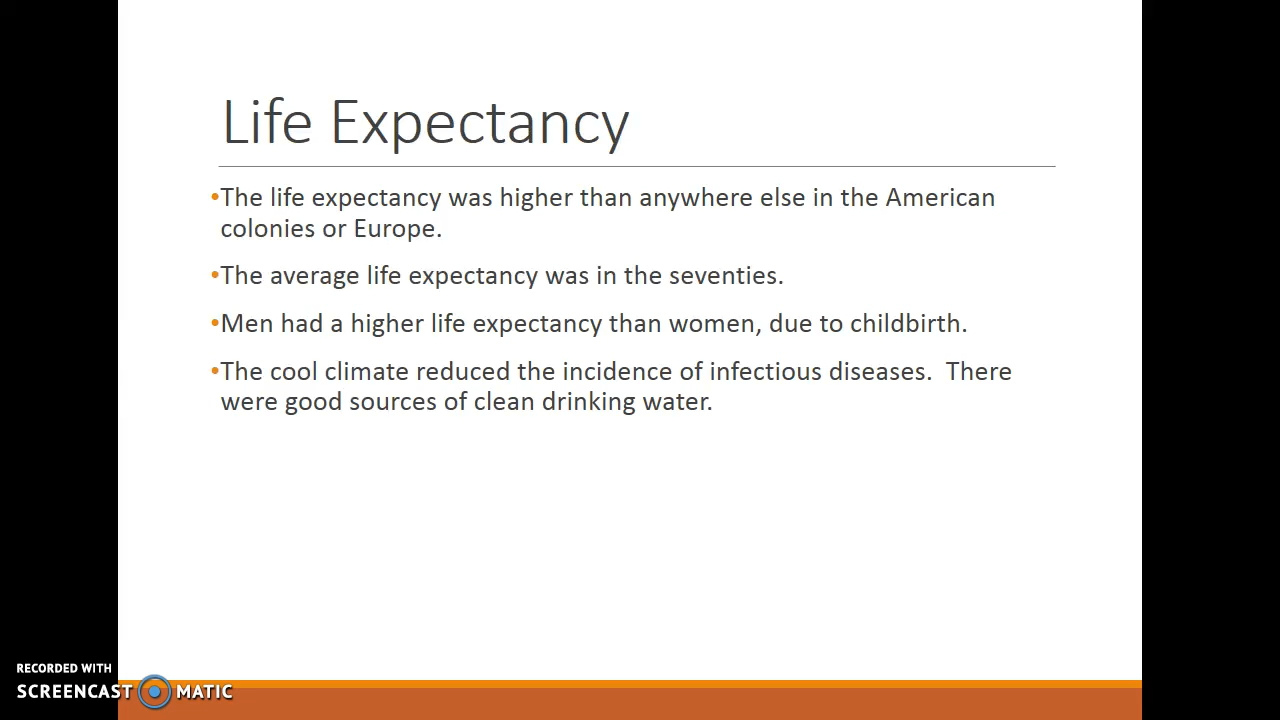 Life Expectancy
•The life expectancy was higher than anywhere else in the American
colonies or Europe.
•The average life expectancy was in the seventies.
•Men had a higher life expectancy than women, due to childbirth.
•The cool climate reduced the incidence of infectious diseases.  There
were good sources of clean drinking water.
RECORDED WITH
SCREENCAST MATIC